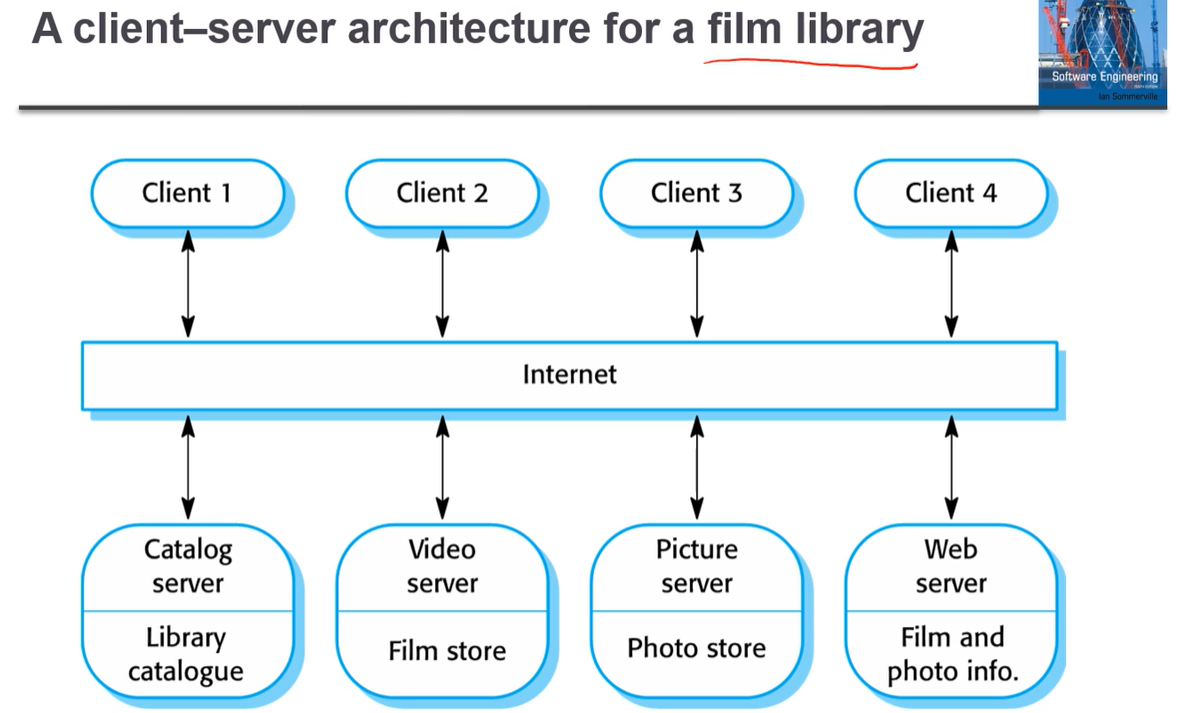 A client–server architecture for a film library
Software Engineering
Ian Sommerville
Client 1
Client 2
Client 3
Client 4
Internet
Catalog
server
Library
catalogue
Video
server
Film store
Picture
server
Photo store
Web
server
Film and
photo info.